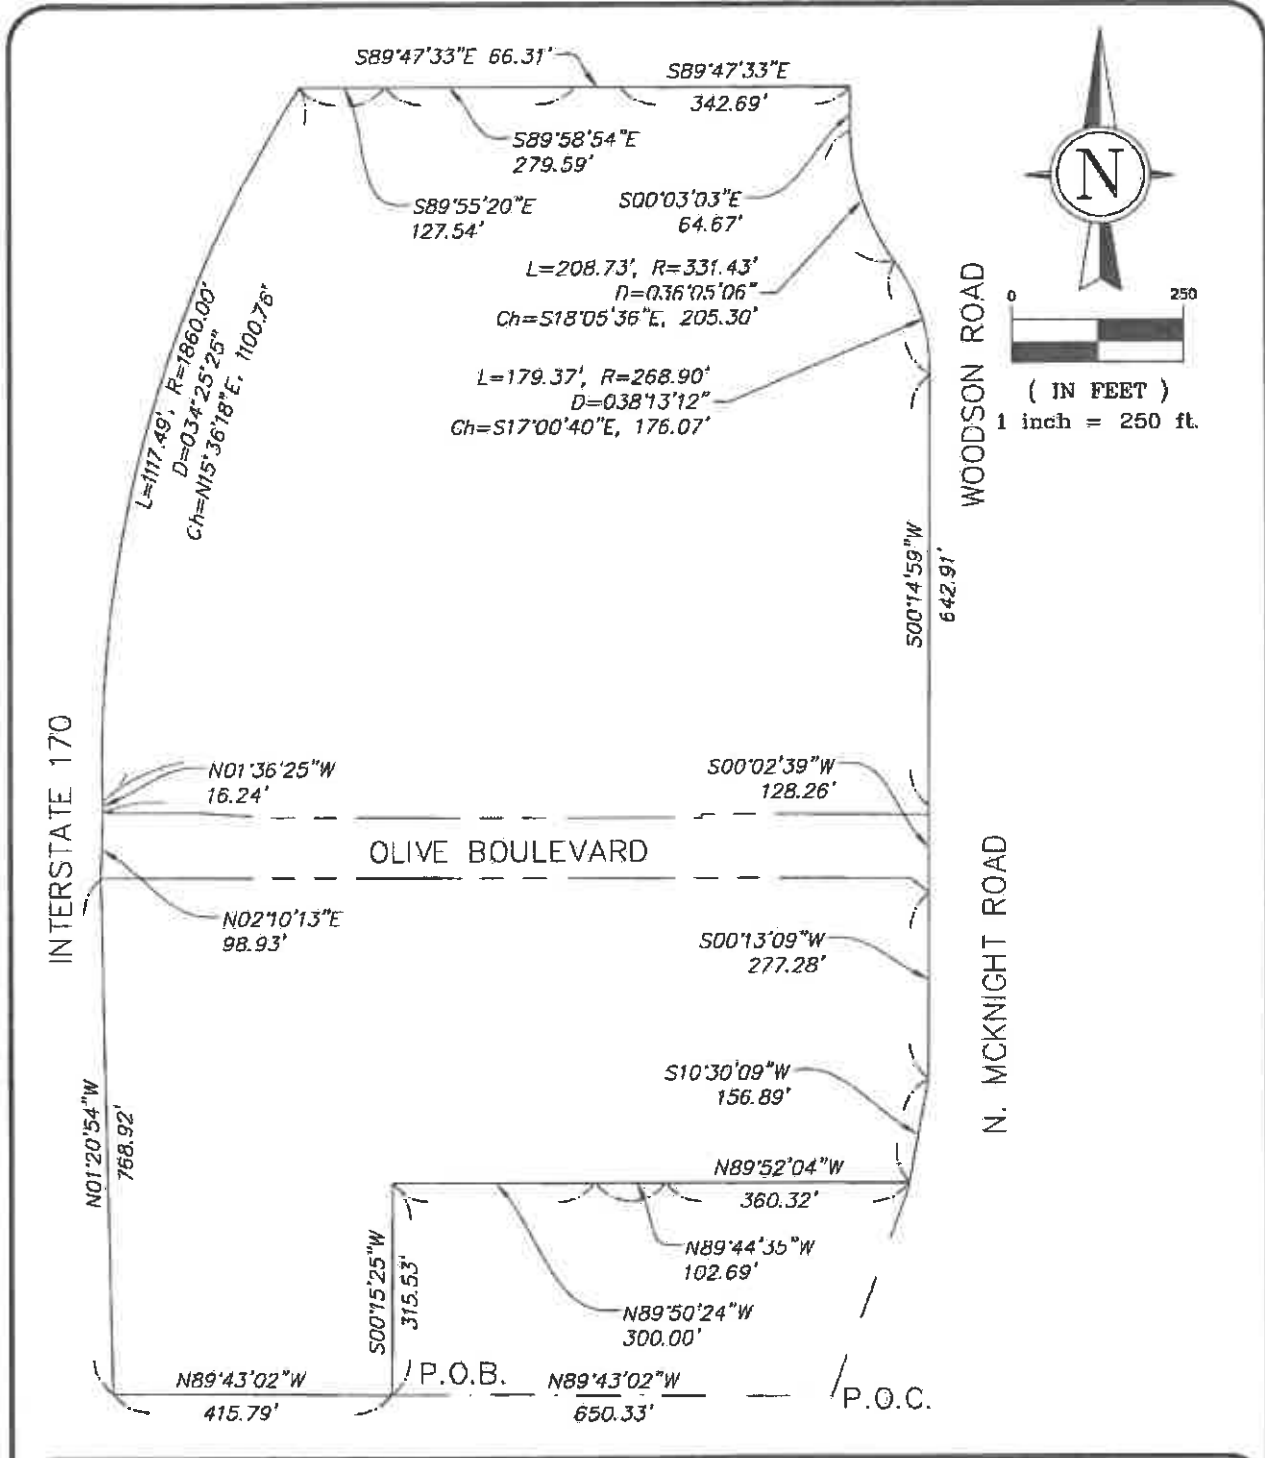 S89°47'33"E 66.31'
S89°47'33"E
342.69'
S89°58'54"E
279.59'
S89°55'20"E
127.54'
S00°03'03"E
64.67'
N
L=208.73', R=331.43'
D=036°05'06"
Ch=S18°05'36"E, 205.30'
L=179.37', R=268.90'
D=038°13'12"
Ch=S17°00'40"E, 176.07'
0 250
( IN FEET )
1 inch = 250 ft.
WOODSON ROAD
L=1117.49', R=1860.00'
D=034°25'25"
Ch=N15°36'18"E, 1100.76'
S00°14'59"W
642.91'
INTERSTATE 170
N01°36'25"W
16.24'
S00°02'39"W
128.26'
OLIVE BOULEVARD
N02°10'13"E
98.93'
S00°13'09"W
277.28'
N. MCKNIGHT ROAD
S10°30'09"W
156.89'
N01°20'54"W
768.92'
N89°52'04"W
360.32'
N89°44'35"W
102.69'
N89°50'24"W
300.00'
S00°15'25"W
315.53'
P.O.B.
N89°43'02"W
415.79'
N89°43'02"W
650.33'
P.O.C.